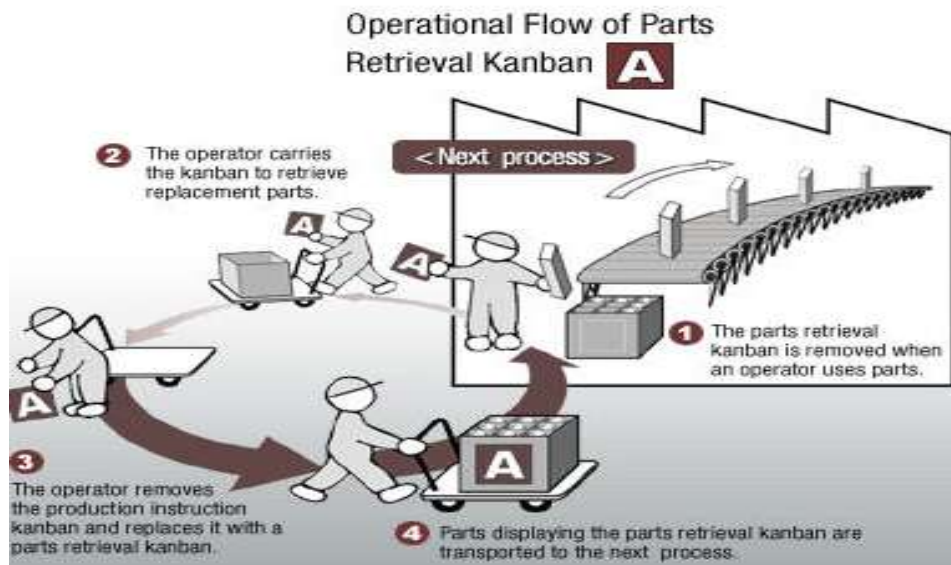 Operational Flow of Parts
Retrieval Kanban A
< Next process >
1 The parts retrieval
kanban is removed when
an operator uses parts.
2 The operator carries
the kanban to retrieve
replacement parts.
A
A
A
3
The operator removes
the production instruction
kanban and replaces it with a
parts retrieval kanban.
A
4 Parts displaying the parts retrieval kanban are
transported to the next process.